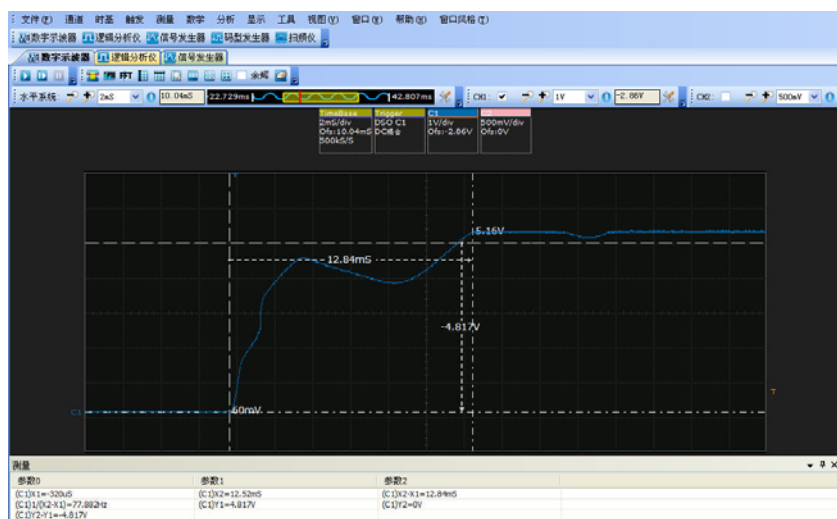 文件(F) 通道 时基 触发 测量 数学 分析 显示 工具 视图(V) 窗口(W) 帮助(H) 窗口风格(T)
数字示波器 逻辑分析仪 信号发生器 码型发生器 扫频仪
数字示波器 逻辑分析仪 信号发生器
FFT 余辉
水平系统: 2mS 10.04mS -22.729ms 42.807ms CH1: 1V -2.86V CH2: 500mV
TimeBase Trigger C1
2mS/div DSO C1 1V/div 500mV/div
Ofs:10.04mS DC耦合 Ofs:-2.86V Ofs:0V
500kS/S
T
5.16V
12.84mS
-4.817V
T
C1 60mV
测量
参数0 参数1 参数2
(C1)X1=-320uS (C1)X2=12.52mS (C1)X2-X1=12.84mS
(C1)1/(X2-X1)=77.882Hz (C1)Y1=4.817V (C1)Y2=0V
(C1)Y2-Y1=-4.817V